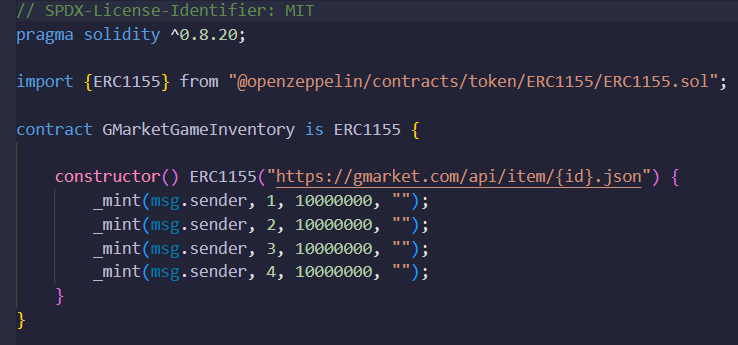 // SPDX-License-Identifier: MIT
pragma solidity ^0.8.20;
import {ERC1155} from "@openzeppelin/contracts/token/ERC1155/ERC1155.sol";
contract GMarketGameInventory is ERC1155 {
constructor() ERC1155("https://gmarket.com/api/item/{id}.json") {
_mint(msg.sender, 1, 10000000, "");
_mint(msg.sender, 2, 10000000, "");
_mint(msg.sender, 3, 10000000, "");
_mint(msg.sender, 4, 10000000, "");
}
}